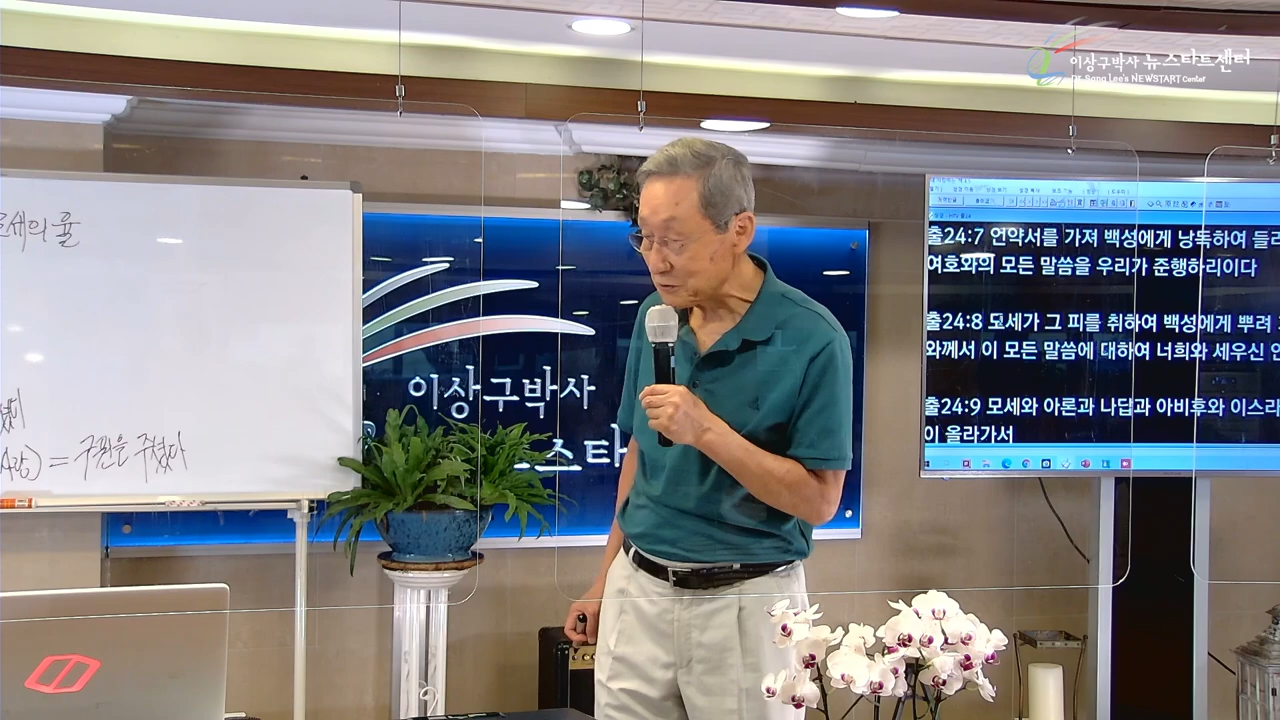 이상구박사 뉴스타트센터
Dr. Sang Lee's NEWSTART Center
모세의 율
= 구원을 주셨다
이상구박사
스타
출24:7 언약서를 가져 백성에게 낭독하여 들리
여호와의 모든 말씀을 우리가 준행하리이다
출24:8 모세가 그 피를 취하여 백성에게 뿌려
와께서 이 모든 말씀에 대하여 너희와 세우신 언
출24:9 모세와 아론과 나답과 아비후와 이스라
이 올라가서